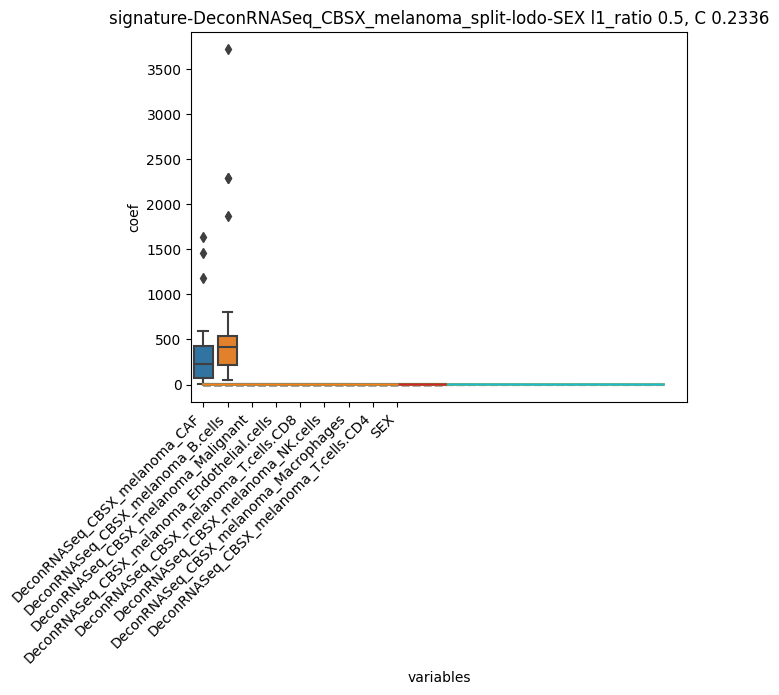 signature-DeconRNASeq_CBSX_melanoma_split-lodo-SEX l1_ratio 0.5, C 0.2336
3500
3000
2500
2000
1500
1000
500
0
coef
DeconRNASeq_CBSX_melanoma_CAF
DeconRNASeq_CBSX_melanoma_B.cells
DeconRNASeq_CBSX_melanoma_Malignant
DeconRNASeq_CBSX_melanoma_Endothelial.cells
DeconRNASeq_CBSX_melanoma_T.cells.CD8
DeconRNASeq_CBSX_melanoma_NK.cells
DeconRNASeq_CBSX_melanoma_Macrophages
DeconRNASeq_CBSX_melanoma_T.cells.CD4
SEX
variables